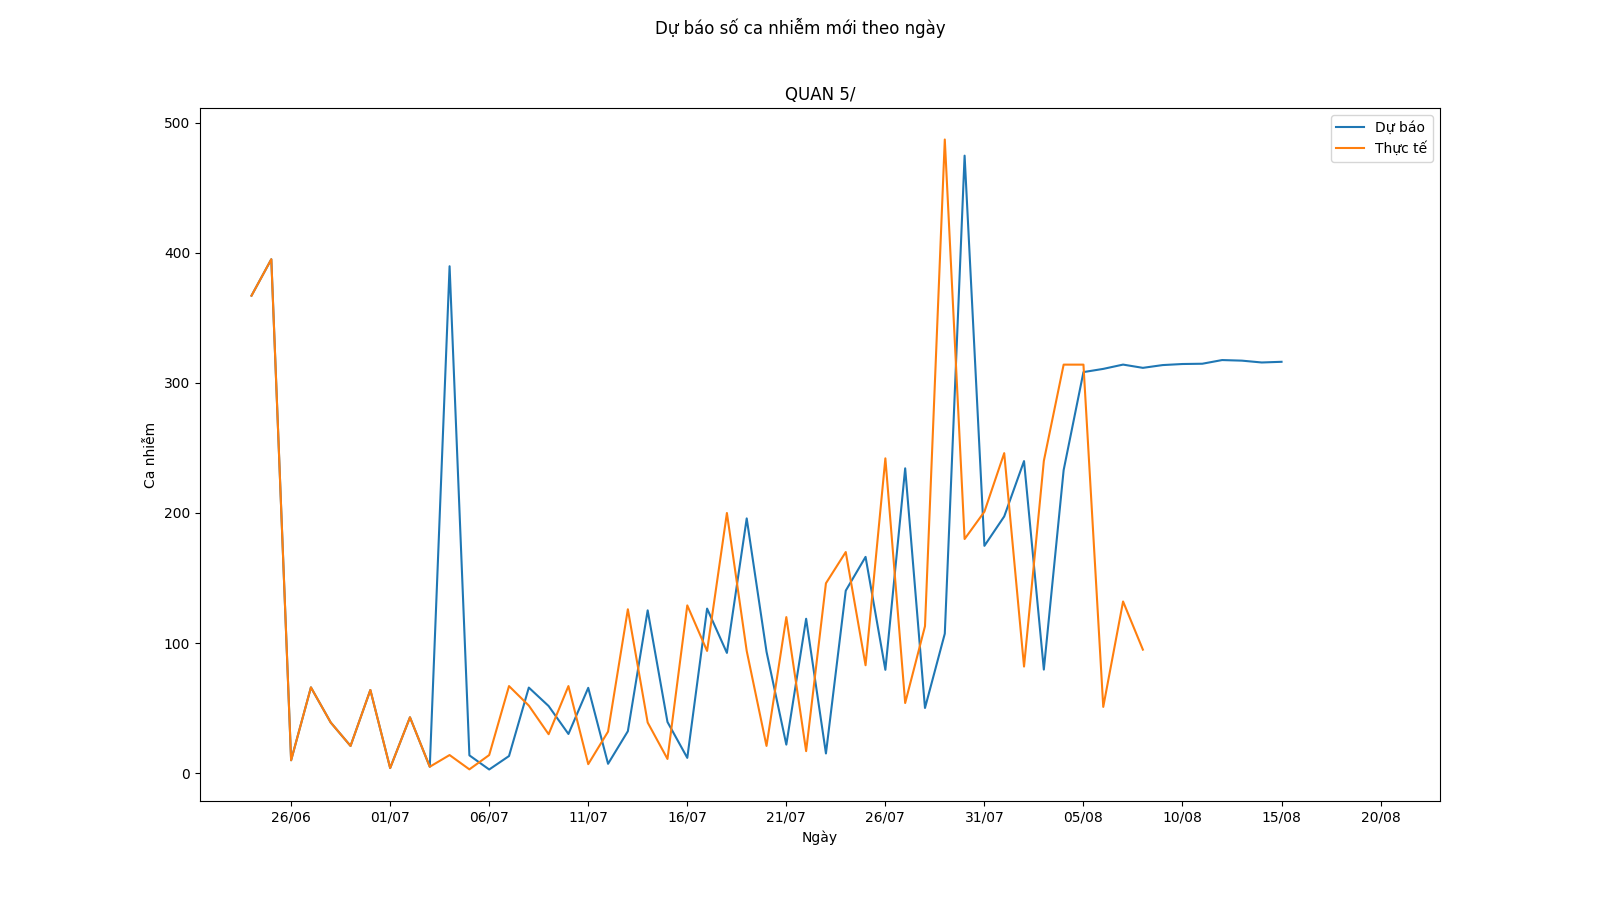 Dự báo số ca nhiễm mới theo ngày
QUAN 5/
Dự báo
Thực tế
500
400
300
200
100
0
Ca nhiễm
26/06 01/07 06/07 11/07 16/07 21/07 26/07 31/07 05/08 10/08 15/08 20/08
Ngày